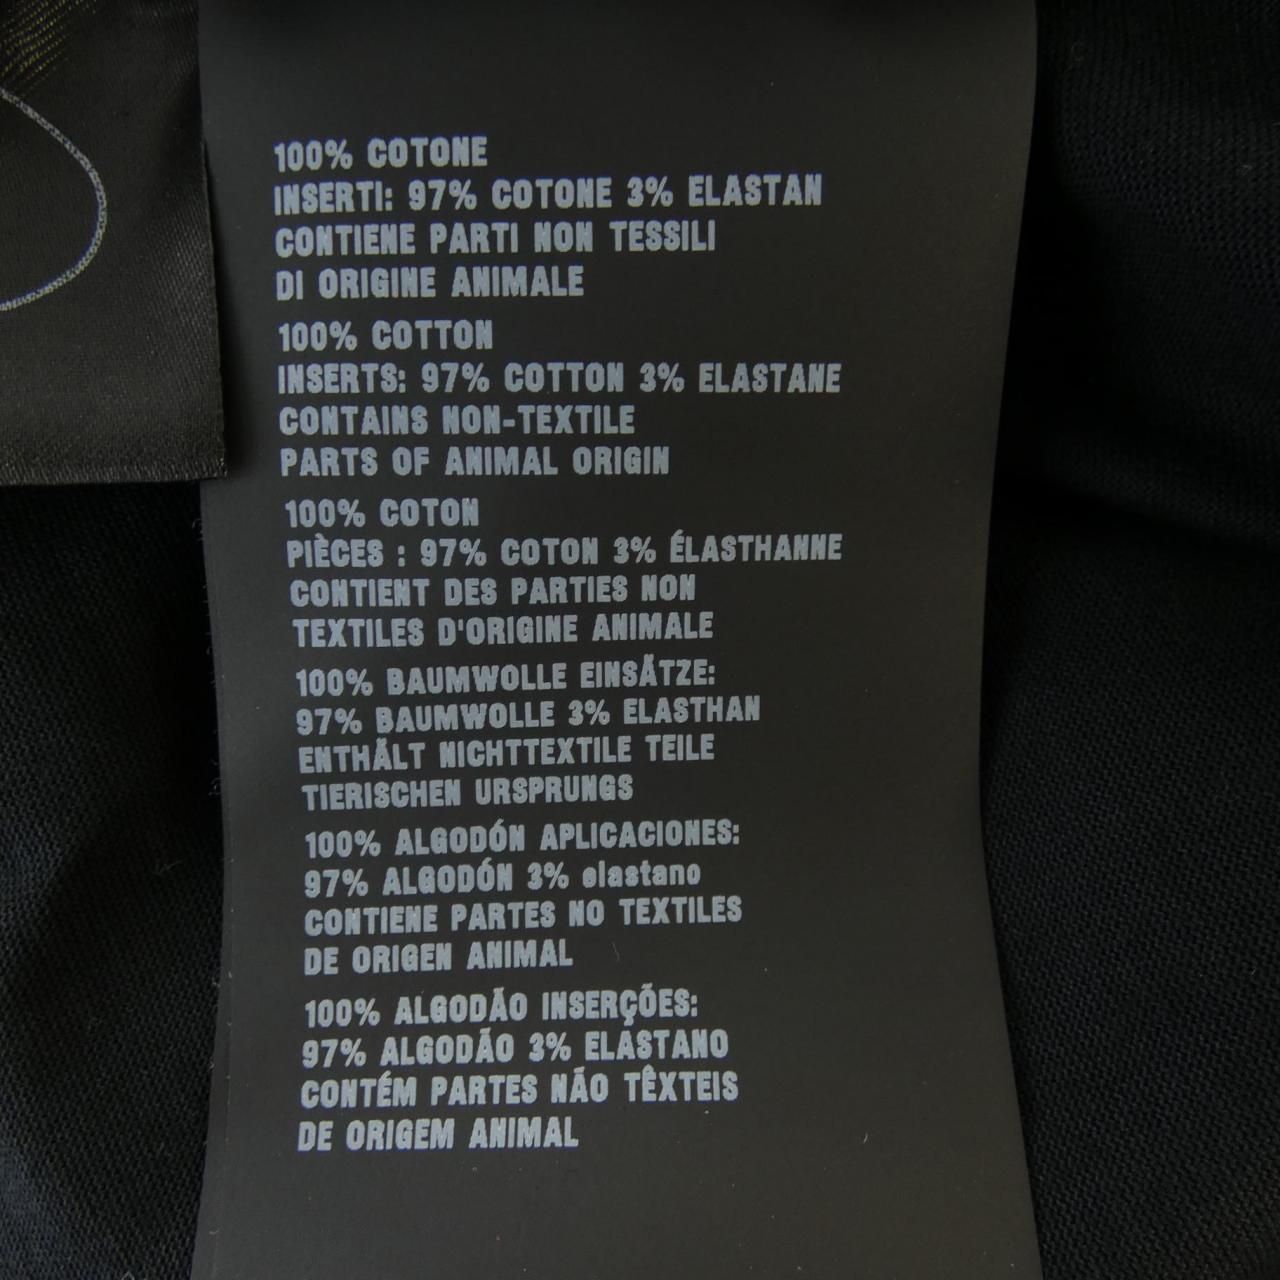 100% COTONE
INSERTI: 97% COTONE 3% ELASTAN
CONTIENE PARTI NON TESSILI
DI ORIGINE ANIMALE
100% COTTON
INSERTS: 97% COTTON 3% ELASTANE
CONTAINS NON-TEXTILE
PARTS OF ANIMAL ORIGIN
100% COTON
PIÈCES : 97% COTON 3% ÉLASTHANNE
CONTIENT DES PARTIES NON
TEXTILES D'ORIGINE ANIMALE
100% BAUMWOLLE EINSÄTZE:
97% BAUMWOLLE 3% ELASTHAN
ENTHÄLT NICHTTEXTILE TEILE
TIERISCHEN URSPRUNGS
100% ALGODÓN APLICACIONES:
97% ALGODÓN 3% elastano
CONTIENE PARTES NO TEXTILES
DE ORIGEN ANIMAL
100% ALGODÃO INSERÇÕES:
97% ALGODÃO 3% ELASTANO
CONTÉM PARTES NÃO TÊXTEIS
DE ORIGEM ANIMAL